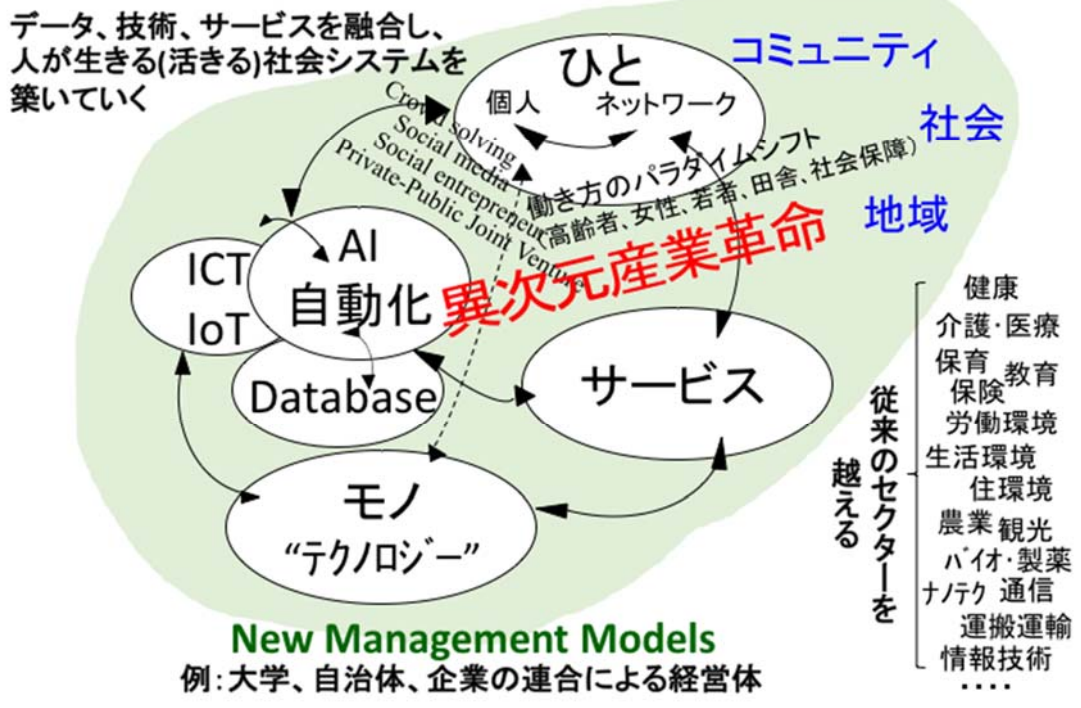 データ、技術、サービスを融合し、
人が生きる(活きる)社会システムを
築いていく
ひと
個人
ネットワーク
コミュニティ
社会
地域
Crowd solving
Social media
Social entrepreneur
Private-Public Joint Venture
働き方のパラダイムシフト
(高齢者、女性、若者、田舎、社会保障)
異次元産業革命
AI
自動化
ICT
IoT
Database
サービス
モノ
“テクノロジー”
従来のセクターを
越える
健康
介護・医療
保育
教育
保険
労働環境
生活環境
住環境
農業
観光
バイオ・製薬
ナノテク
通信
運搬運輸
情報技術
・・・・
New Management Models
例:大学、自治体、企業の連合による経営体